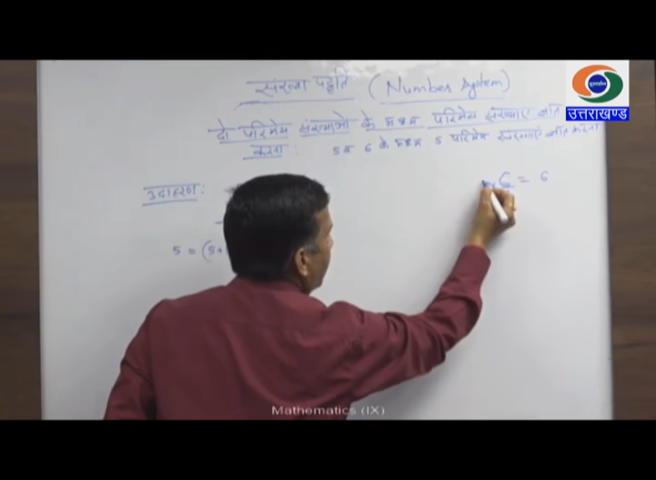 संख्या पद्धति (Number System)
दो परिमेय संख्याओं के मध्य परिमेय संख्याएं ज्ञात
करना : 5 व 6 के मध्य 5 परिमेय संख्याएं ज्ञात करना
उदाहरण :
6 = 6
5 = (5+
उत्तराखण्ड
Mathematics (IX)